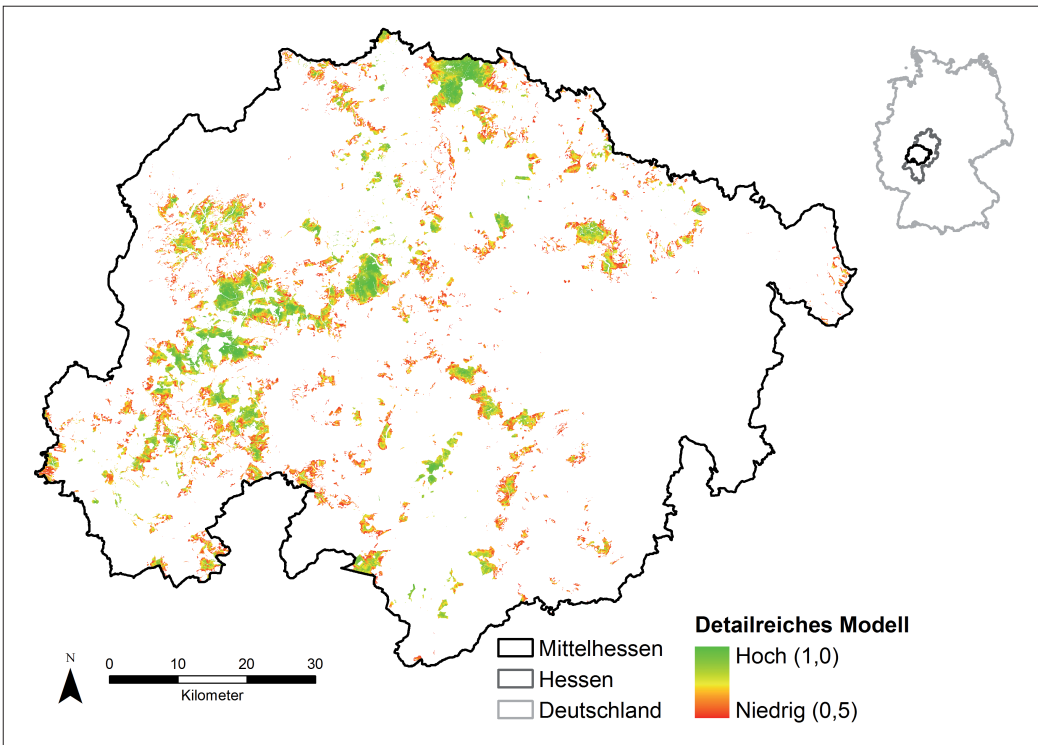 N
0 10 20 30
Kilometer
Mittelhessen
Hessen
Deutschland
Detailreiches Modell
Hoch (1,0)
Niedrig (0,5)